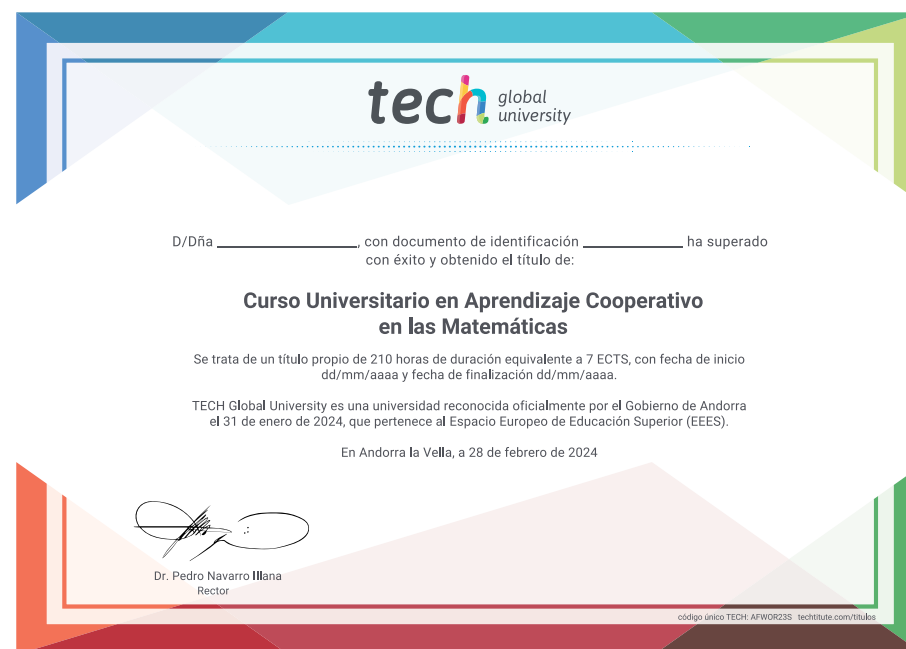 tech global university
D/Dña ____________, con documento de identificación ____________ ha superado
con éxito y obtenido el título de:
Curso Universitario en Aprendizaje Cooperativo
en las Matemáticas
Se trata de un título propio de 210 horas de duración equivalente a 7 ECTS, con fecha de inicio
dd/mm/aaaa y fecha de finalización dd/mm/aaaa.
TECH Global University es una universidad reconocida oficialmente por el Gobierno de Andorra
el 31 de enero de 2024, que pertenece al Espacio Europeo de Educación Superior (EEES).
En Andorra la Vella, a 28 de febrero de 2024
Dr. Pedro Navarro Illana
Rector
código único TECH: AFWOR23S techtitute.com/titulos